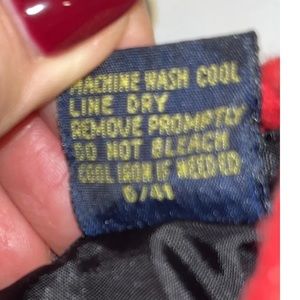 MACHINE WASH COOL
LINE DRY
REMOVE PROMPTLY
DO NOT BLEACH
COOL IRON IF NEEDED